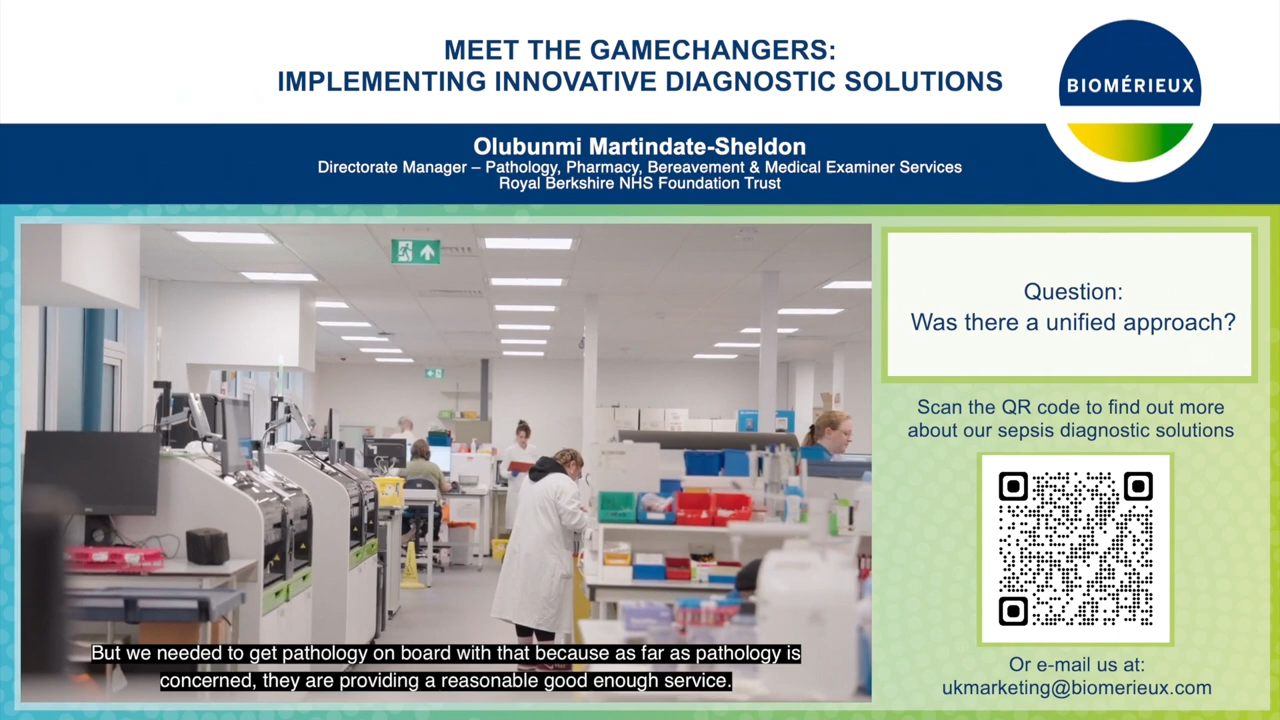 MEET THE GAMECHANGERS:
IMPLEMENTING INNOVATIVE DIAGNOSTIC SOLUTIONS
BIOMÉRIEUX
Olubunmi Martindate-Sheldon
Directorate Manager – Pathology, Pharmacy, Bereavement & Medical Examiner Services
Royal Berkshire NHS Foundation Trust
Question:
Was there a unified approach?
Scan the QR code to find out more
about our sepsis diagnostic solutions
But we needed to get pathology on board with that because as far as pathology is
concerned, they are providing a reasonable good enough service.
Or e-mail us at:
ukmarketing@biomerieux.com